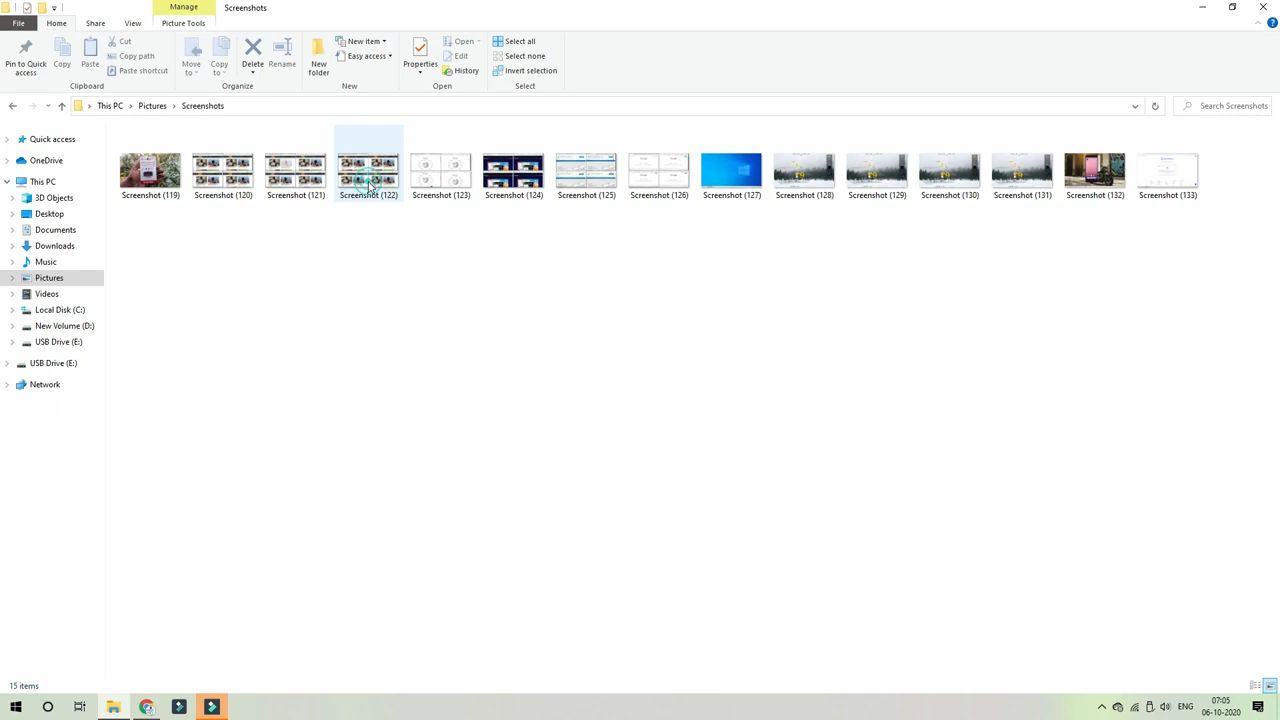 Manage
Screenshots
File
Home
Share
View
Picture Tools
Pin to Quick access
Copy
Paste
Cut
Copy path
Paste shortcut
Clipboard
Move to
Copy to
Delete
Rename
Organize
New folder
New item
Easy access
New
Properties
Open
Edit
History
Open
Select all
Select none
Invert selection
Select
This PC
Pictures
Screenshots
Search Screenshots
Quick access
OneDrive
This PC
3D Objects
Desktop
Documents
Downloads
Music
Pictures
Videos
Local Disk (C:)
New Volume (D:)
USB Drive (E:)
USB Drive (E:)
Network
Screenshot (119)
Screenshot (120)
Screenshot (121)
Screenshot (122)
Screenshot (123)
Screenshot (124)
Screenshot (125)
Screenshot (126)
Screenshot (127)
Screenshot (128)
Screenshot (129)
Screenshot (130)
Screenshot (131)
Screenshot (132)
Screenshot (133)
15 items
ENG
07:05
06-10-2020